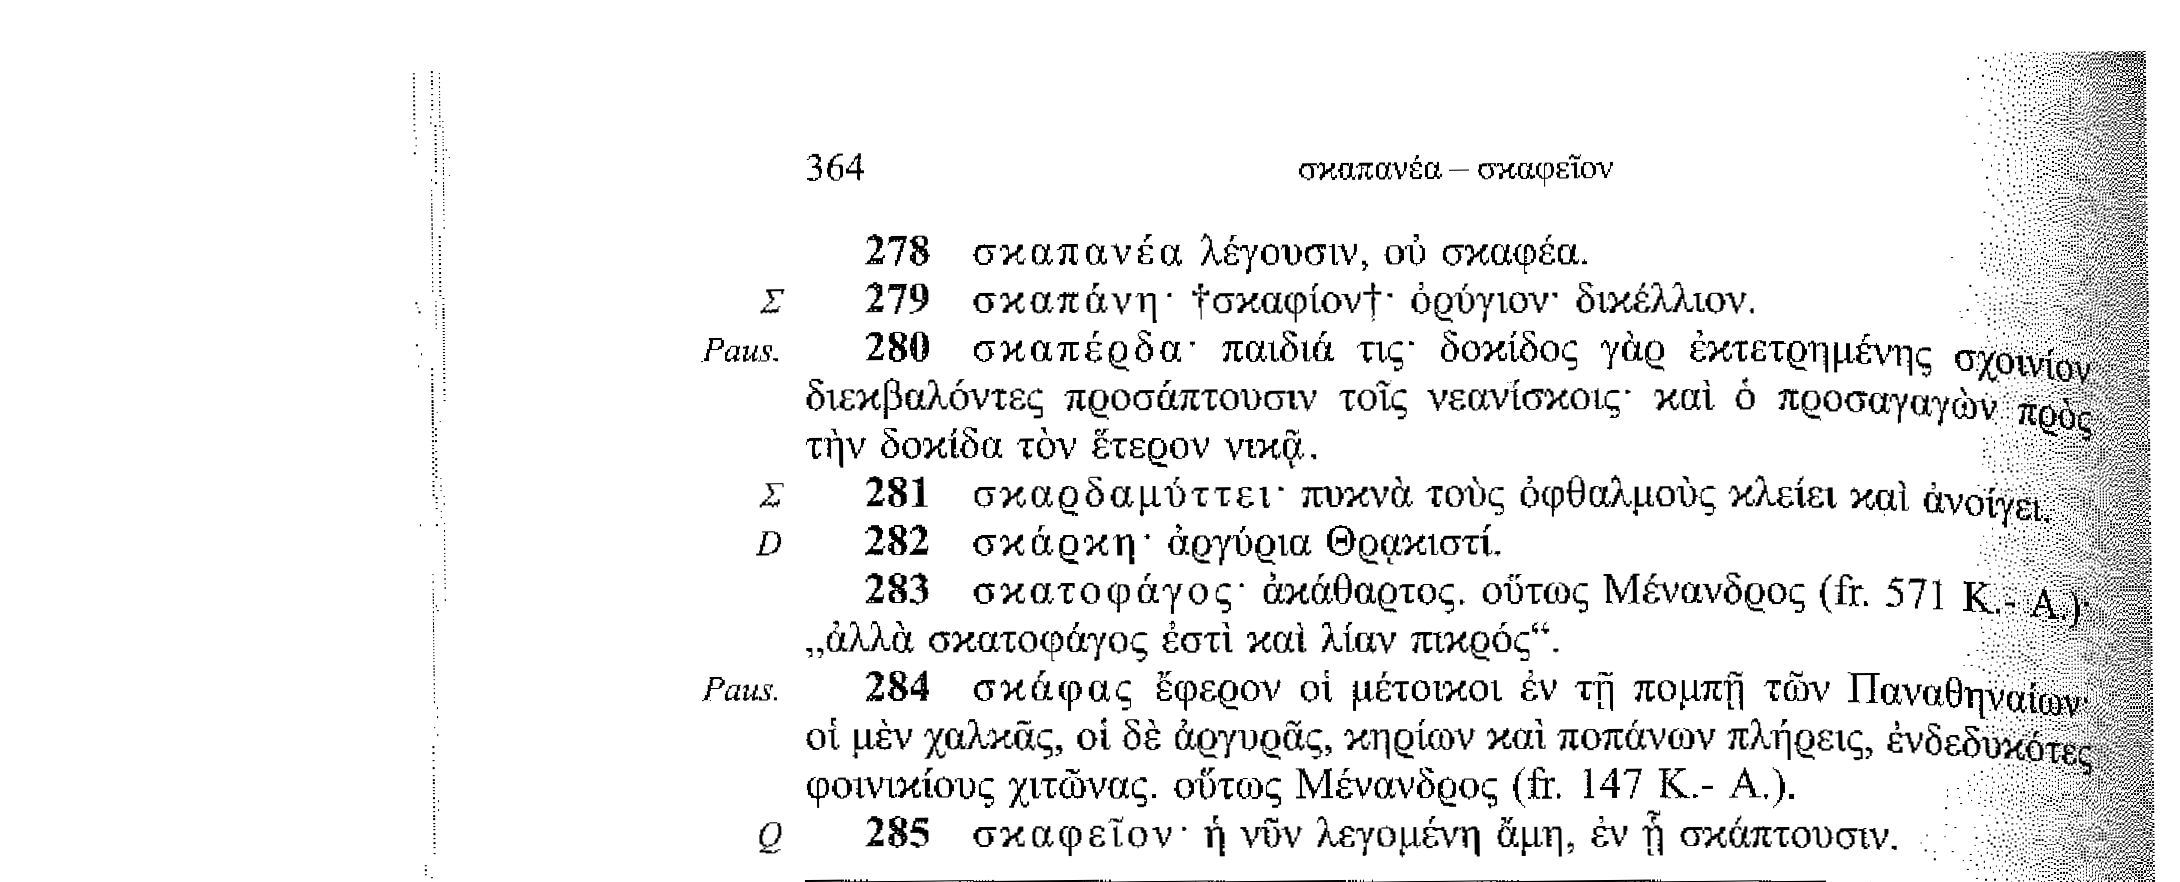 364 σκαπανέα – σκαφεῖον
278 σκαπανέα λέγουσιν, οὐ σκαφέα.
Σ 279 σκαπάνη· †σκαφίον†· ὀρύγιον· δικέλλιον.
Paus. 280 σκαπέρδα· παιδιά τις· δοκίδος γὰρ ἐκτετρημένης σχοινίον
διεκβαλόντες προσάπτουσιν τοῖς νεανίσκοις· καὶ ὁ προσαγαγὼν πρὸς
τὴν δοκίδα τὸν ἕτερον νικᾷ.
Σ 281 σκαρδαμύττει· πυκνὰ τοὺς ὀφθαλμοὺς κλείει καὶ ἀνοίγει.
D 282 σκάρκη· ἀργύρια Θρᾳκιστί.
283 σκατοφάγος· ἀκάθαρτος. οὕτως Μένανδρος (fr. 571 K.- A.)·
„ἀλλὰ σκατοφάγος ἐστὶ καὶ λίαν πικρός“.
Paus. 284 σκάφας ἔφερον οἱ μέτοικοι ἐν τῇ πομπῇ τῶν Παναθηναίων·
οἱ μὲν χαλκᾶς, οἱ δὲ ἀργυρᾶς, κηρίων καὶ ποπάνων πλήρεις, ἐνδεδυκότες
φοινικίους χιτῶνας. οὕτως Μένανδρος (fr. 147 K.- A.).
Q 285 σκαφεῖον· ἡ νῦν λεγομένη ἄμη, ἐν ᾗ σκάπτουσιν.